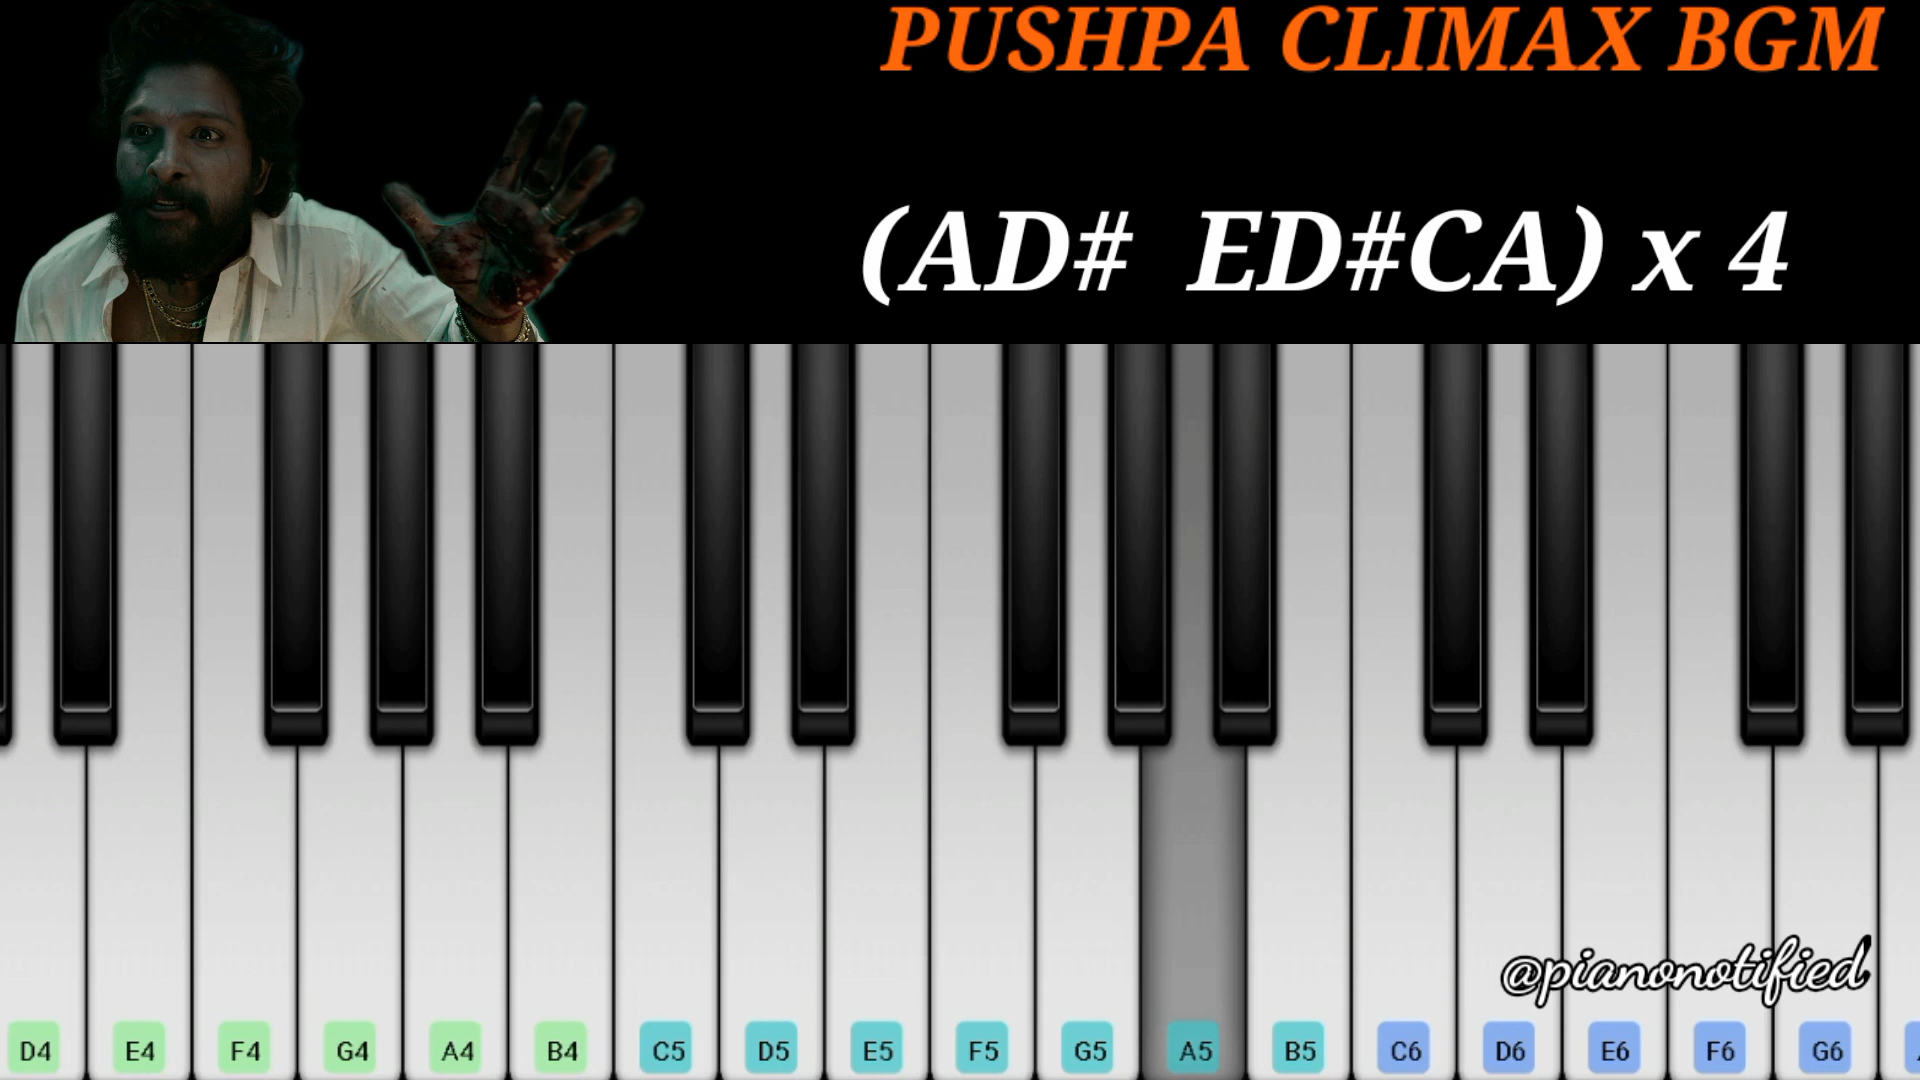 PUSHPA CLIMAX BGM
(AD# ED#CA) x 4
@pianonotified
D4 E4 F4 G4 A4 B4 C5 D5 E5 F5 G5 A5 B5 C6 D6 E6 F6 G6